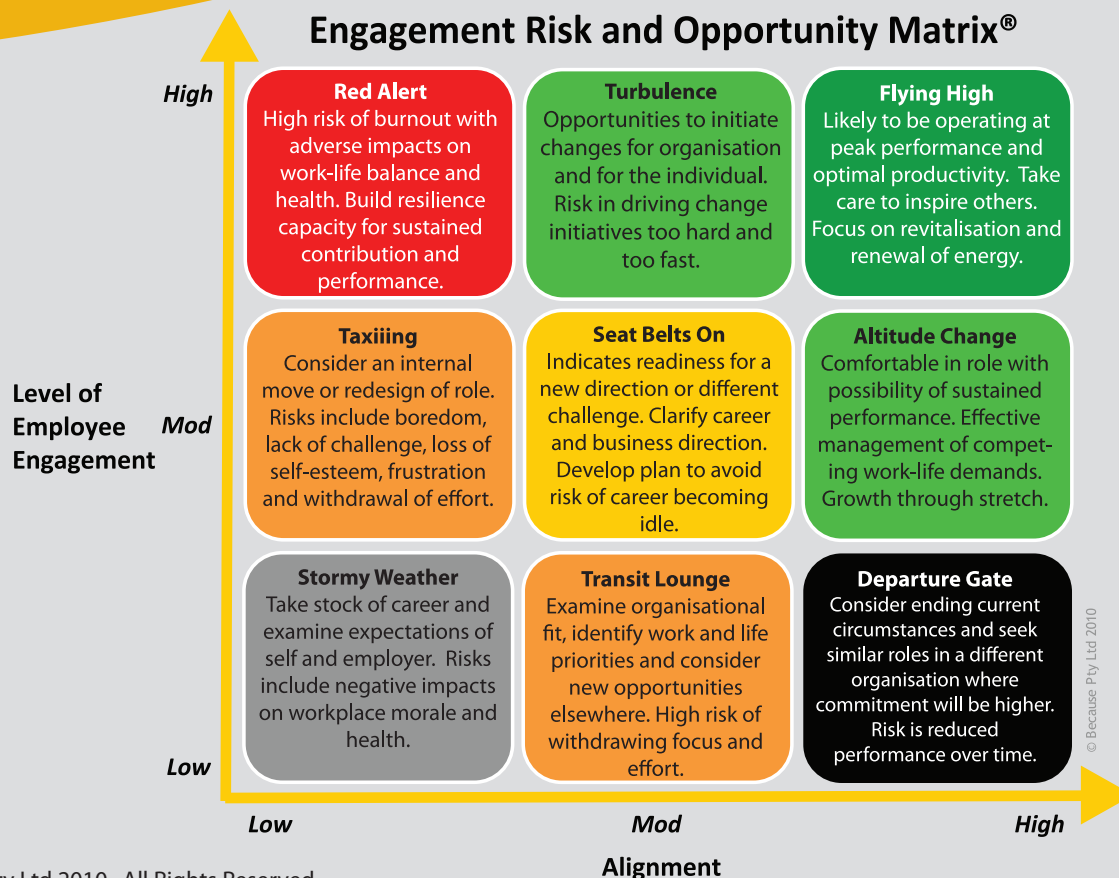 Engagement Risk and Opportunity Matrix®
High
Red Alert
High risk of burnout with
adverse impacts on
work-life balance and
health. Build resilience
capacity for sustained
contribution and
performance.
Turbulence
Opportunities to initiate
changes for organisation
and for the individual.
Risk in driving change
initiatives too hard and
too fast.
Flying High
Likely to be operating at
peak performance and
optimal productivity. Take
care to inspire others.
Focus on revitalisation and
renewal of energy.
Level of
Employee
Engagement
Mod
Taxiiing
Consider an internal
move or redesign of role.
Risks include boredom,
lack of challenge, loss of
self-esteem, frustration
and withdrawal of effort.
Seat Belts On
Indicates readiness for a
new direction or different
challenge. Clarify career
and business direction.
Develop plan to avoid
risk of career becoming
idle.
Altitude Change
Comfortable in role with
possibility of sustained
performance. Effective
management of compet-
ing work-life demands.
Growth through stretch.
Low
Stormy Weather
Take stock of career and
examine expectations of
self and employer. Risks
include negative impacts
on workplace morale and
health.
Transit Lounge
Examine organisational
fit, identify work and life
priorities and consider
new opportunities
elsewhere. High risk of
withdrawing focus and
effort.
Departure Gate
Consider ending current
circumstances and seek
similar roles in a different
organisation where
commitment will be higher.
Risk is reduced
performance over time.
© Because Pty Ltd 2010
Low
Mod
High
Alignment
ty Ltd 2010 All Rights Reserved